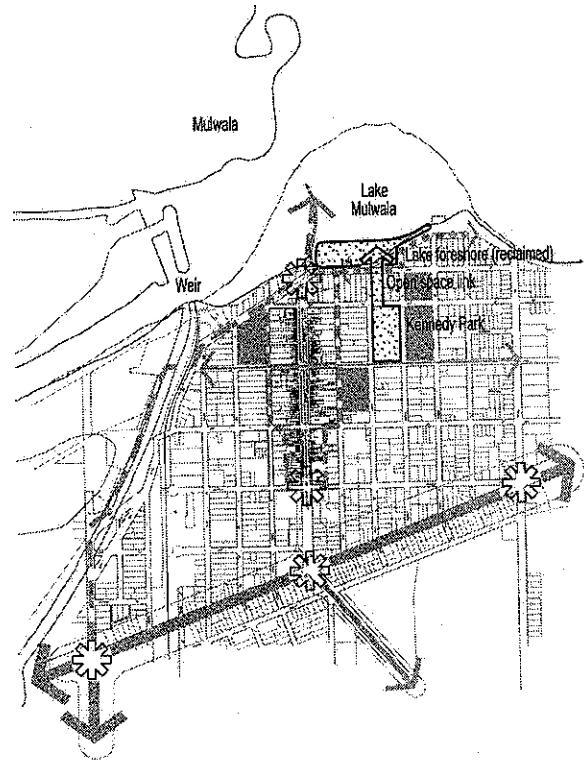 Mulwala
Lake
Mulwala
Lake foreshore (reclaimed)
Weir
Open space link
Kennedy Park